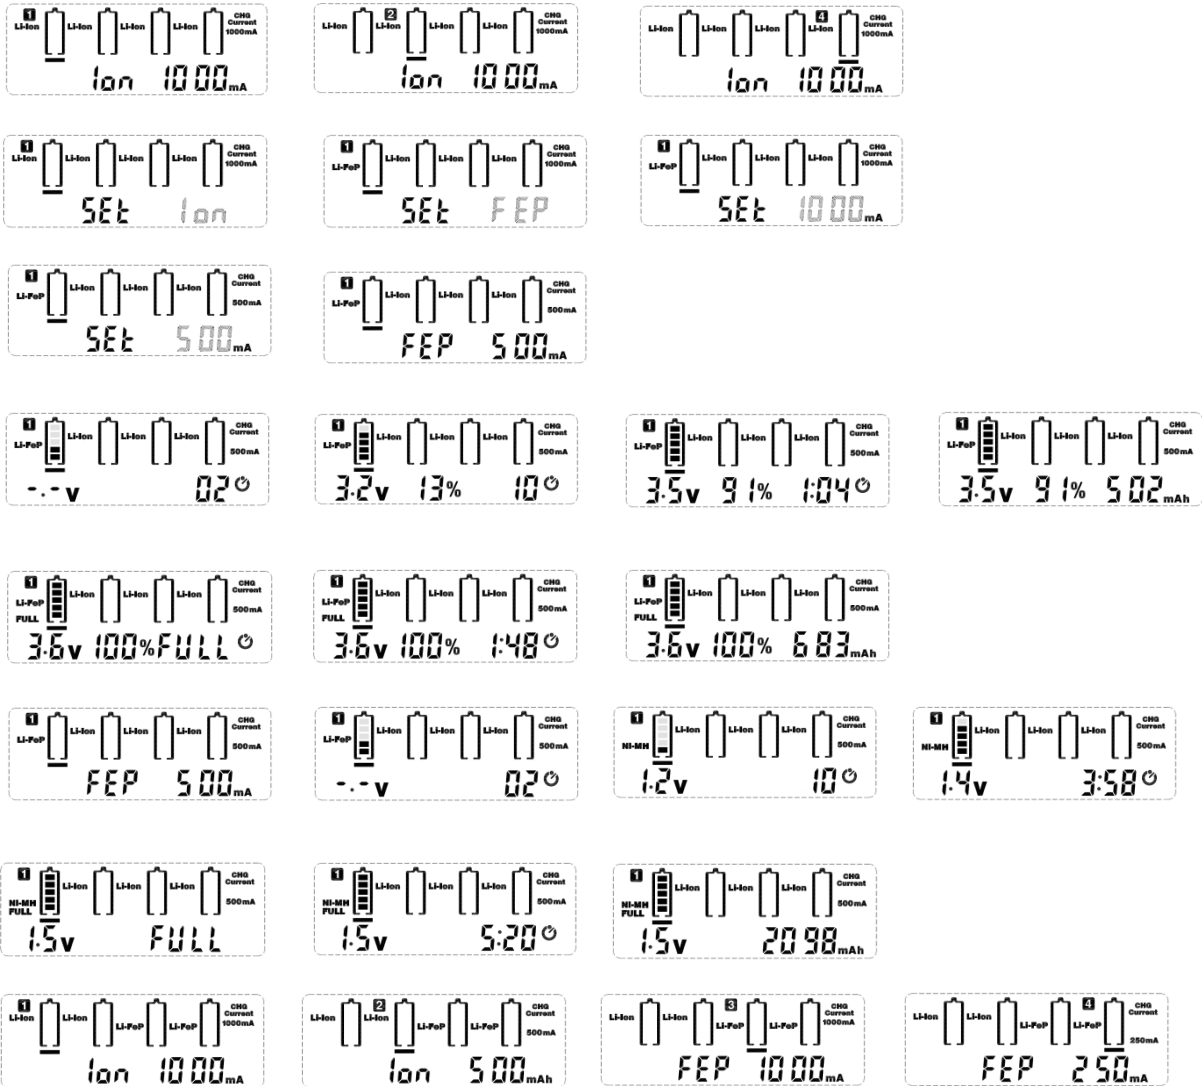 1 Li-Ion Li-Ion Li-Ion Li-Ion CHG Current 1000mA
Ion 1000mA
2 Li-Ion Li-Ion Li-Ion Li-Ion CHG Current 1000mA
Ion 1000mA
4 Li-Ion Li-Ion Li-Ion Li-Ion CHG Current 1000mA
Ion 1000mA
1 Li-Ion Li-Ion Li-Ion Li-Ion CHG Current 1000mA
SEt Ion
1 Li-FeP Li-Ion Li-Ion Li-Ion CHG Current 1000mA
SEt FEP
1 Li-FeP Li-Ion Li-Ion Li-Ion CHG Current 1000mA
SEt 1000mA
1 Li-FeP Li-Ion Li-Ion Li-Ion CHG Current 500mA
SEt 500mA
1 Li-FeP Li-Ion Li-Ion Li-Ion CHG Current 500mA
FEP 500mA
1 Li-FeP Li-Ion Li-Ion Li-Ion CHG Current 500mA
-.-v 02
1 Li-FeP Li-Ion Li-Ion Li-Ion CHG Current 500mA
3.2v 13% 10
1 Li-FeP Li-Ion Li-Ion Li-Ion CHG Current 500mA
3.5v 91% 1:04
1 Li-FeP Li-Ion Li-Ion Li-Ion CHG Current 500mA
3.5v 91% 502mAh
1 Li-FeP Li-Ion Li-Ion Li-Ion CHG Current 500mA
FULL
3.6v 100% FULL
1 Li-FeP Li-Ion Li-Ion Li-Ion CHG Current 500mA
FULL
3.6v 100% 1:48
1 Li-FeP Li-Ion Li-Ion Li-Ion CHG Current 500mA
FULL
3.6v 100% 683mAh
1 Li-FeP Li-Ion Li-Ion Li-Ion CHG Current 500mA
FEP 500mA
1 Li-FeP Li-Ion Li-Ion Li-Ion CHG Current 500mA
-.-v 02
1 NI-MH Li-Ion Li-Ion Li-Ion CHG Current 500mA
1.2v 10
1 NI-MH Li-Ion Li-Ion Li-Ion CHG Current 500mA
1.4v 3:58
1 NI-MH Li-Ion Li-Ion Li-Ion CHG Current 500mA
FULL
1.5v FULL
1 NI-MH Li-Ion Li-Ion Li-Ion CHG Current 500mA
FULL
1.5v 5:20
1 NI-MH Li-Ion Li-Ion Li-Ion CHG Current 500mA
FULL
1.5v 2098mAh
1 Li-Ion Li-Ion Li-FeP Li-FeP CHG Current 1000mA
Ion 1000mA
2 Li-Ion Li-Ion Li-FeP Li-FeP CHG Current 500mA
Ion 500mAh
3 Li-Ion Li-Ion Li-FeP Li-FeP CHG Current 1000mA
FEP 1000mA
4 Li-Ion Li-Ion Li-FeP Li-FeP CHG Current 250mA
FEP 250mA